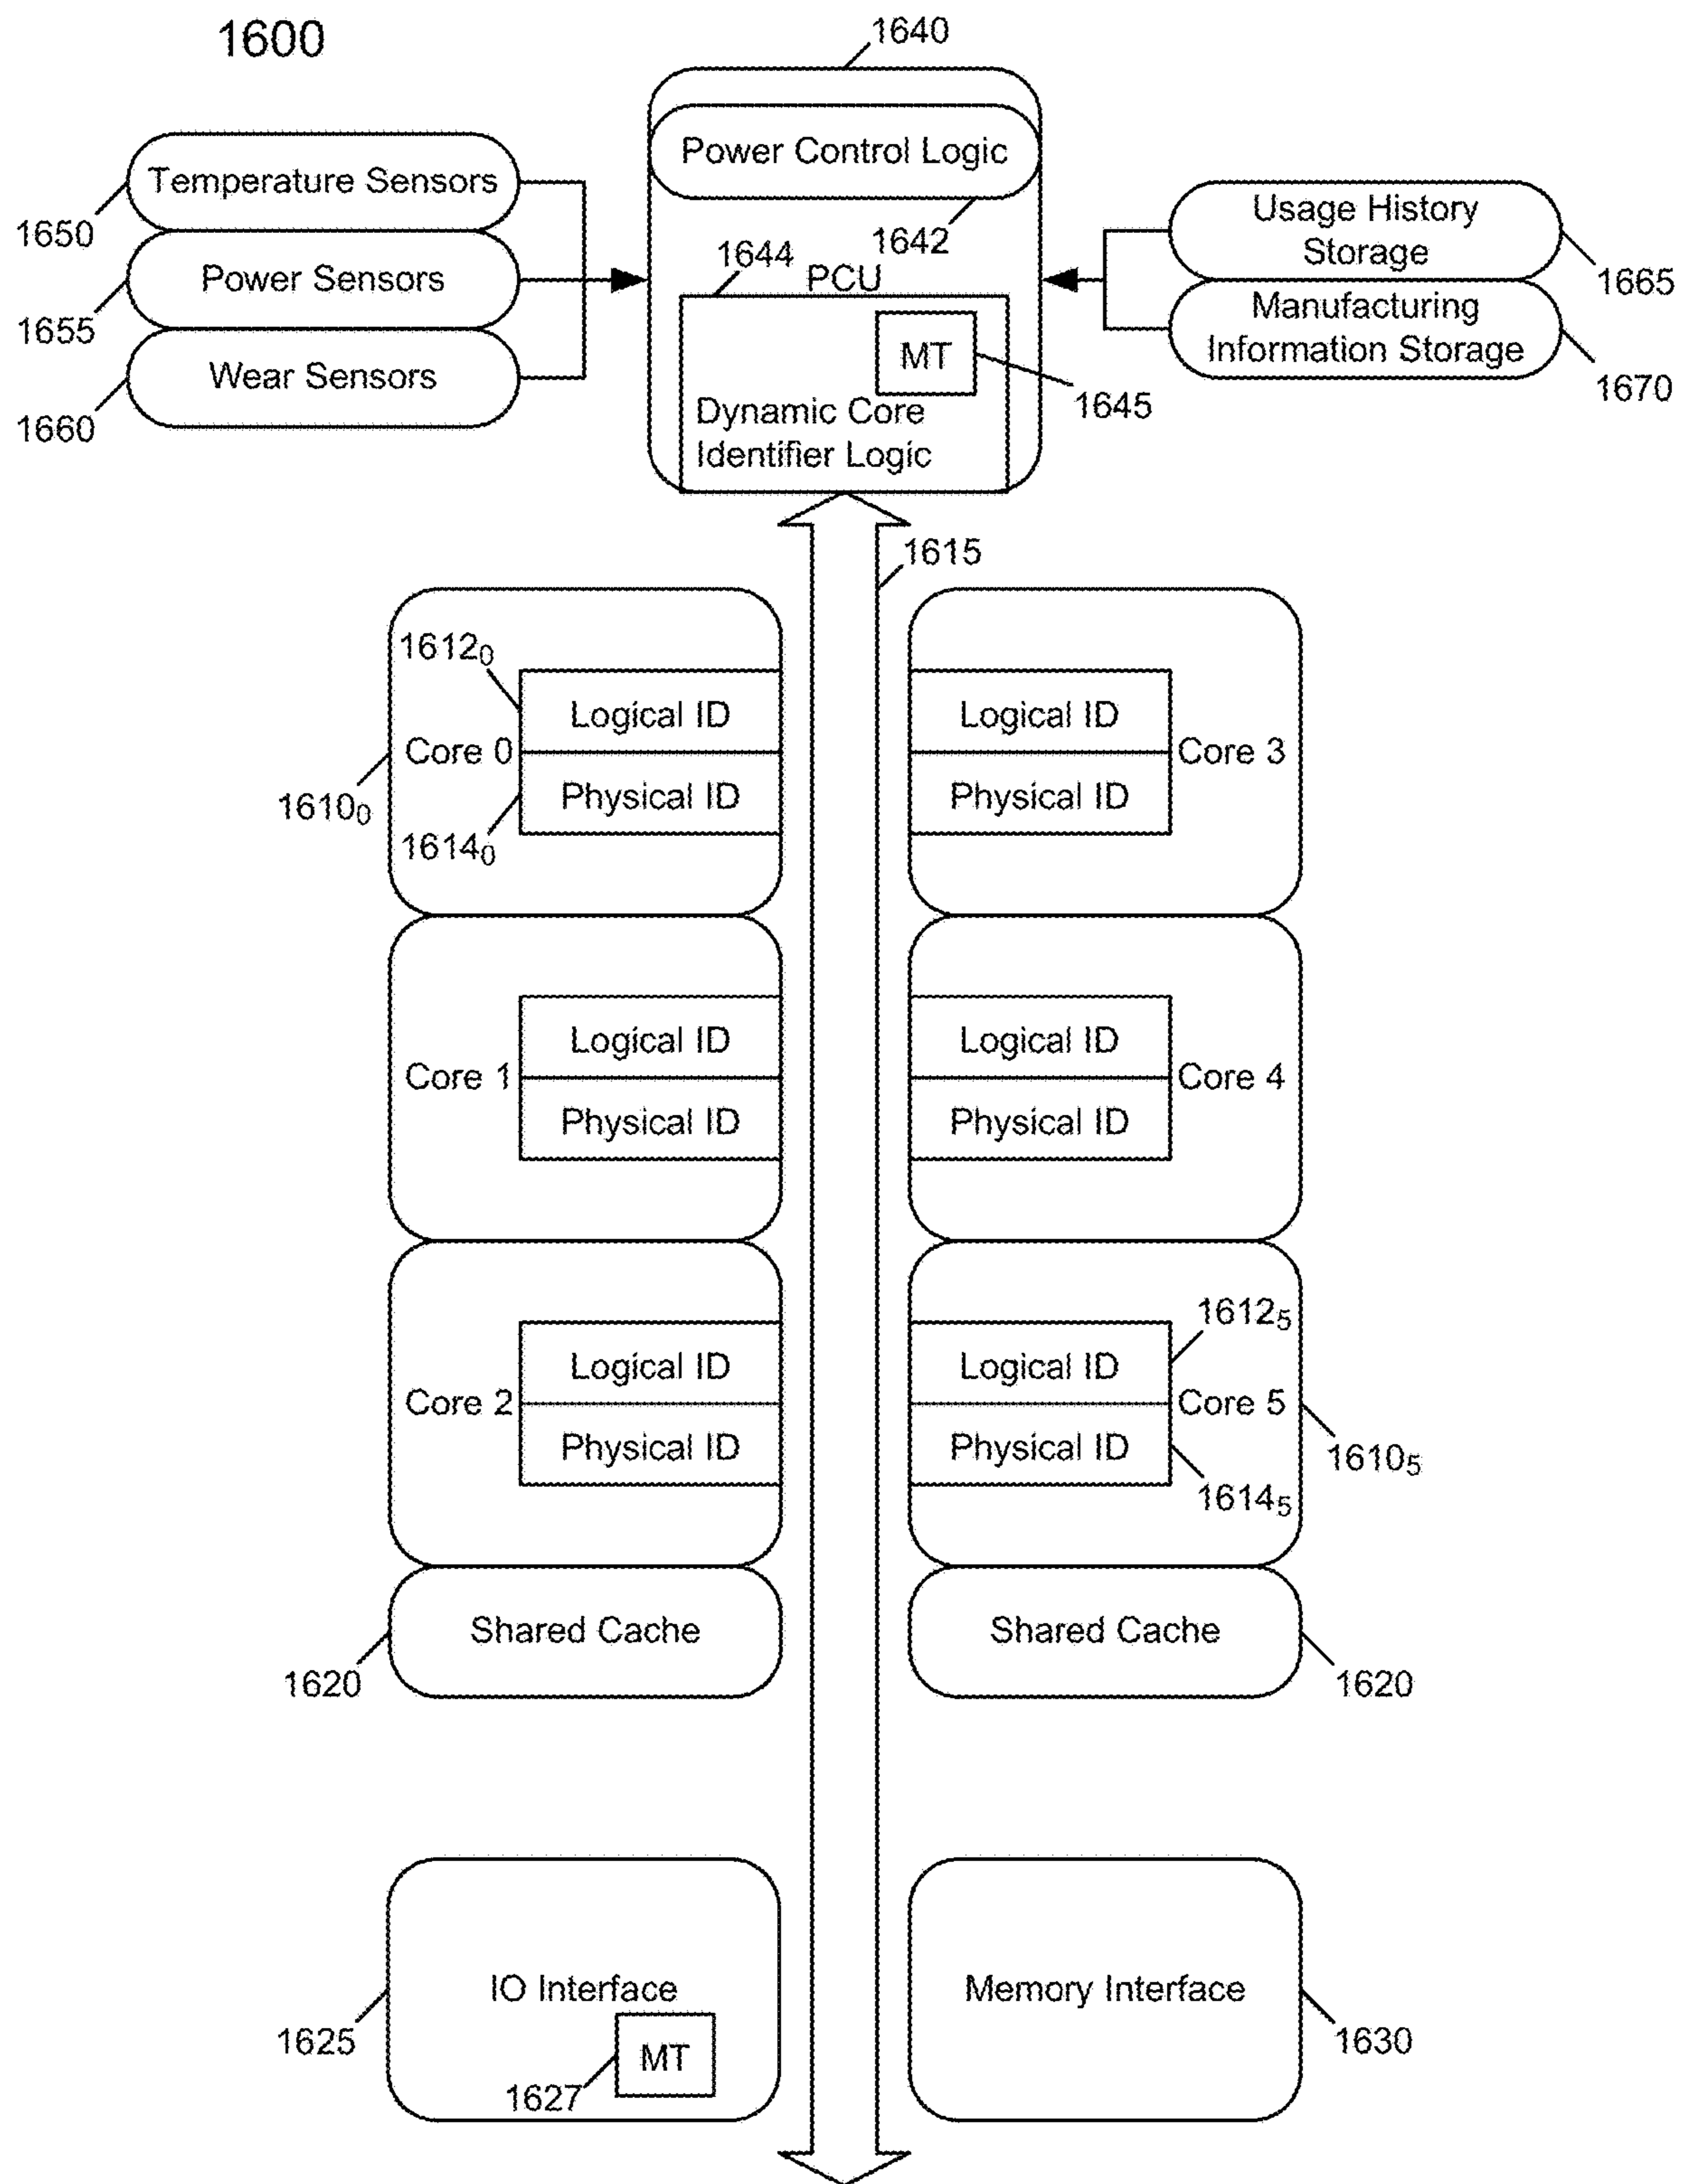 1600
1640
Power Control Logic
Temperature Sensors
1650
Power Sensors
1655
Wear Sensors
1660
1642
1644
PCU
MT
1645
Dynamic Core
Identifier Logic
Usage History
Storage
1665
Manufacturing
Information Storage
1670
1615
1612₀
Logical ID
Core 0
Physical ID
1610₀
1614₀
Logical ID
Core 3
Physical ID
Logical ID
Core 1
Physical ID
Logical ID
Core 4
Physical ID
Logical ID
Core 2
Physical ID
1612₅
Logical ID
Core 5
Physical ID
1610₅
1614₅
Shared Cache
1620
Shared Cache
1620
IO Interface
1625
MT
1627
Memory Interface
1630